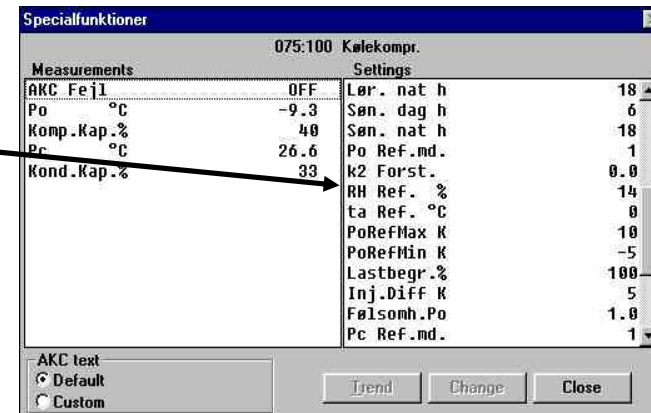 Specialfunktioner
075:100 Kølekompr.
Measurements
AKC Fejl OFF
Po °C -9.3
Komp.Kap.% 40
Pc °C 26.6
Kond.Kap.% 33
Settings
Lør. nat h 18
Søn. dag h 6
Søn. nat h 18
Po Ref.md. 1
k2 Forst. 0.0
RH Ref. % 14
ta Ref. °C 0
PoRefMax K 10
PoRefMin K -5
Lastbegr.% 100
Inj.Diff K 5
Følsomh.Po 1.0
Pc Ref.md. 1
AKC text
Default
Custom
Trend Change Close